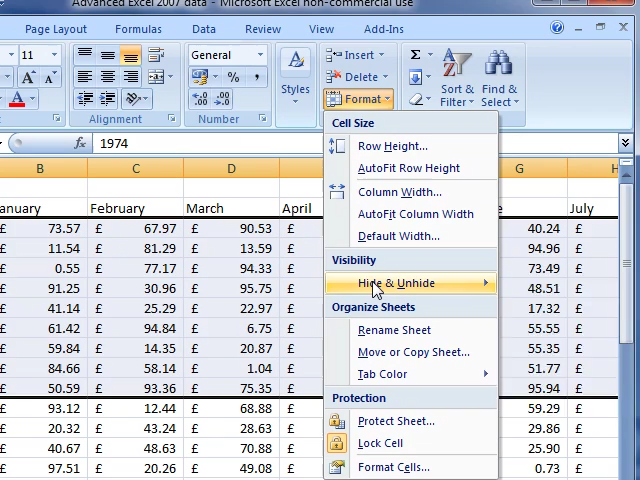 Advanced Excel 2007 data - Microsoft Excel non-commercial use
Page Layout Formulas Data Review View Add-Ins
11 General Insert Σ
A A % , Styles Delete Sort & Find &
A .00 .0 Format Filter Select
Alignment Number
fx 1974
Cell Size
Row Height...
AutoFit Row Height
Column Width...
AutoFit Column Width
Default Width...
Visibility
Hide & Unhide
Organize Sheets
Rename Sheet
Move or Copy Sheet...
Tab Color
Protection
Protect Sheet...
Lock Cell
Format Cells...
B C D G H
anuary February March April e July
£ 73.57 £ 67.97 £ 90.53 £ 40.24 £
£ 11.54 £ 81.29 £ 13.59 £ 94.96 £
£ 0.55 £ 77.17 £ 94.33 £ 73.49 £
£ 91.25 £ 30.96 £ 95.75 £ 48.51 £
£ 41.14 £ 25.29 £ 22.97 £ 17.32 £
£ 61.42 £ 94.84 £ 6.75 £ 55.55 £
£ 59.84 £ 14.35 £ 20.87 £ 55.35 £
£ 84.66 £ 58.14 £ 1.04 £ 51.77 £
£ 50.59 £ 93.36 £ 75.35 £ 95.94 £
£ 93.12 £ 12.44 £ 68.88 £ 59.29 £
£ 20.32 £ 43.24 £ 28.63 £ 29.86 £
£ 40.67 £ 48.63 £ 70.88 £ 25.90 £
£ 97.51 £ 20.26 £ 49.08 £ 0.73 £